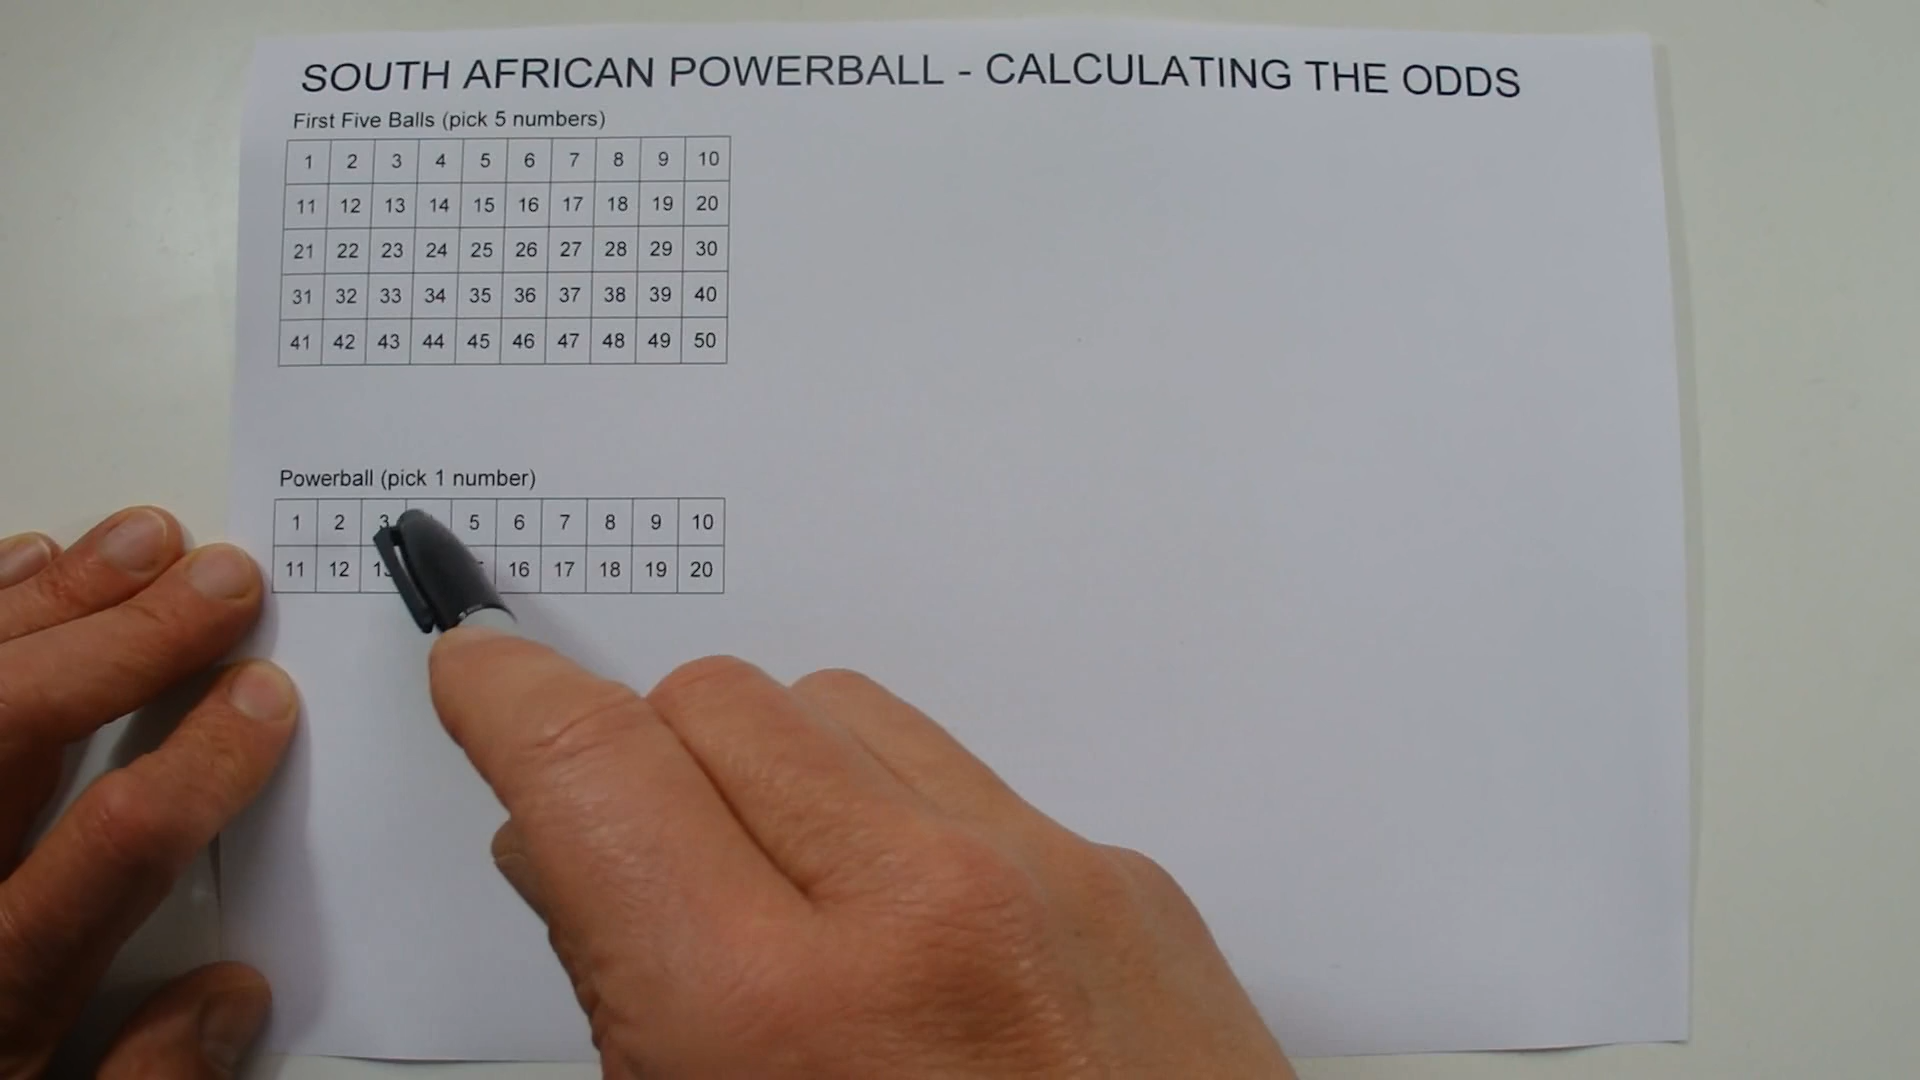 SOUTH AFRICAN POWERBALL - CALCULATING THE ODDS
First Five Balls (pick 5 numbers)
1 2 3 4 5 6 7 8 9 10
11 12 13 14 15 16 17 18 19 20
21 22 23 24 25 26 27 28 29 30
31 32 33 34 35 36 37 38 39 40
41 42 43 44 45 46 47 48 49 50
Powerball (pick 1 number)
1 2 3 5 6 7 8 9 10
11 12 16 17 18 19 20